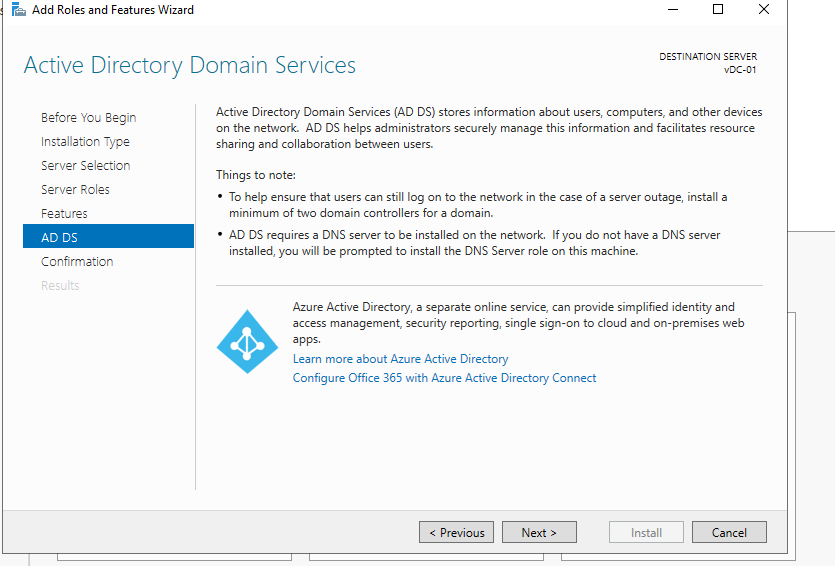 Add Roles and Features Wizard
Active Directory Domain Services
DESTINATION SERVER
vDC-01
Before You Begin
Installation Type
Server Selection
Server Roles
Features
AD DS
Confirmation
Results
Active Directory Domain Services (AD DS) stores information about users, computers, and other devices
on the network.  AD DS helps administrators securely manage this information and facilitates resource
sharing and collaboration between users.
Things to note:
• To help ensure that users can still log on to the network in the case of a server outage, install a
minimum of two domain controllers for a domain.
• AD DS requires a DNS server to be installed on the network.  If you do not have a DNS server
installed, you will be prompted to install the DNS Server role on this machine.
Azure Active Directory, a separate online service, can provide simplified identity and
access management, security reporting, single sign-on to cloud and on-premises web
apps.
Learn more about Azure Active Directory
Configure Office 365 with Azure Active Directory Connect
< Previous
Next >
Install
Cancel